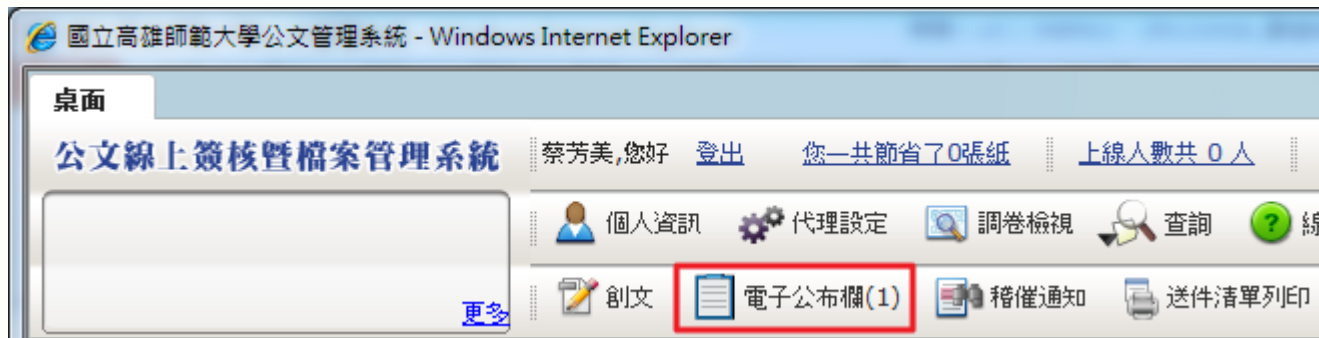 國立高雄師範大學公文管理系統 - Windows Internet Explorer
桌面
公文線上簽核暨檔案管理系統 蔡芳美,您好 登出 您一共節省了0張紙 上線人數共 0 人
個人資訊 代理設定 調卷檢視 查詢 ?
更多 創文 電子公布欄(1) 稽催通知 送件清單列印